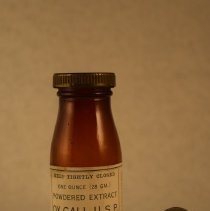 KEEP TIGHTLY CLOSED
ONE OUNCE (28 GM.)
POWDERED EXTRACT
OX GALL U.S.P.